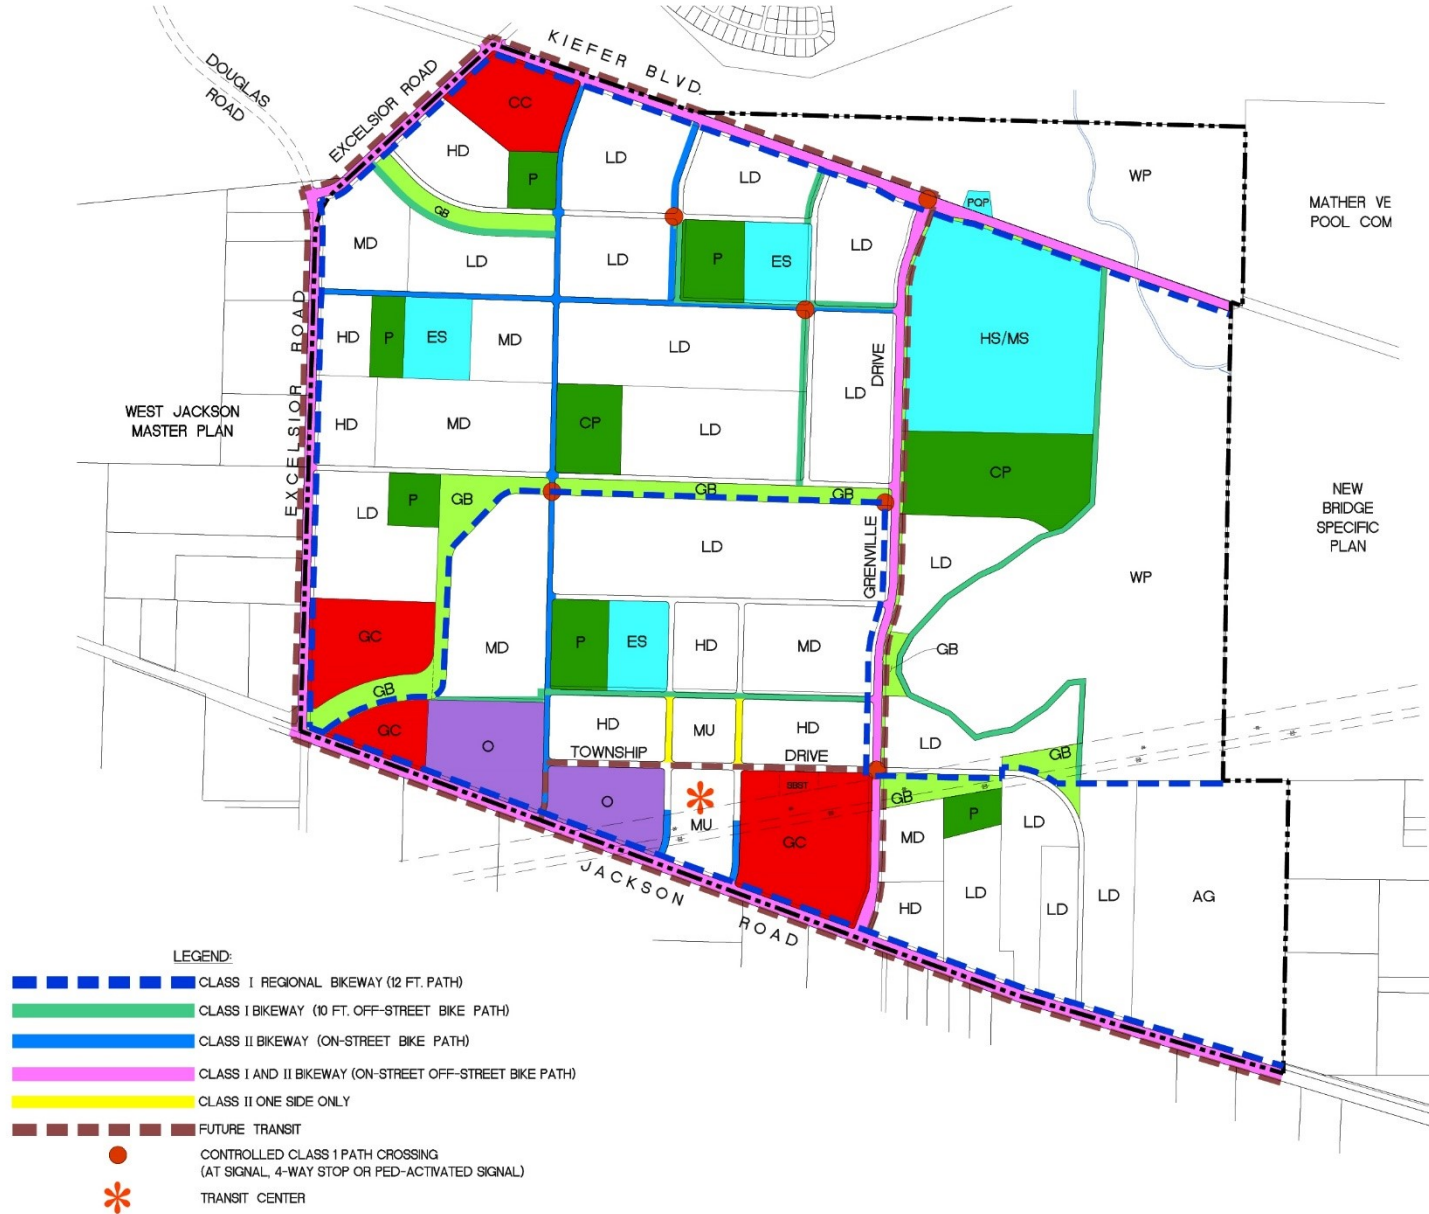 KIEFER BLVD.
DOUGLAS
ROAD
EXCELSIOR ROAD
CC
HD
P
LD
LD
WP
PQP
MATHER VE
POOL COM
GB
MD
LD
LD
P
ES
LD
HS/MS
HD
P
ES
MD
LD
DRIVE
LD
EXCELSIOR ROAD
WEST JACKSON
MASTER PLAN
HD
MD
CP
LD
CP
LD
P
GB
GB
GB
NEW
BRIDGE
SPECIFIC
PLAN
LD
GRENVILLE
LD
WP
GC
MD
P
ES
HD
MD
GB
GB
GC
O
HD
MU
HD
LD
TOWNSHIP
DRIVE
GB
O
MU
GC
GB
P
LD
MD
HD
LD
LD
LD
AG
JACKSON
ROAD
LEGEND:
CLASS I REGIONAL BIKEWAY (12 FT. PATH)
CLASS I BIKEWAY (10 FT. OFF-STREET BIKE PATH)
CLASS II BIKEWAY (ON-STREET BIKE PATH)
CLASS I AND II BIKEWAY (ON-STREET OFF-STREET BIKE PATH)
CLASS II ONE SIDE ONLY
FUTURE TRANSIT
CONTROLLED CLASS 1 PATH CROSSING
(AT SIGNAL, 4-WAY STOP OR PED-ACTIVATED SIGNAL)
TRANSIT CENTER